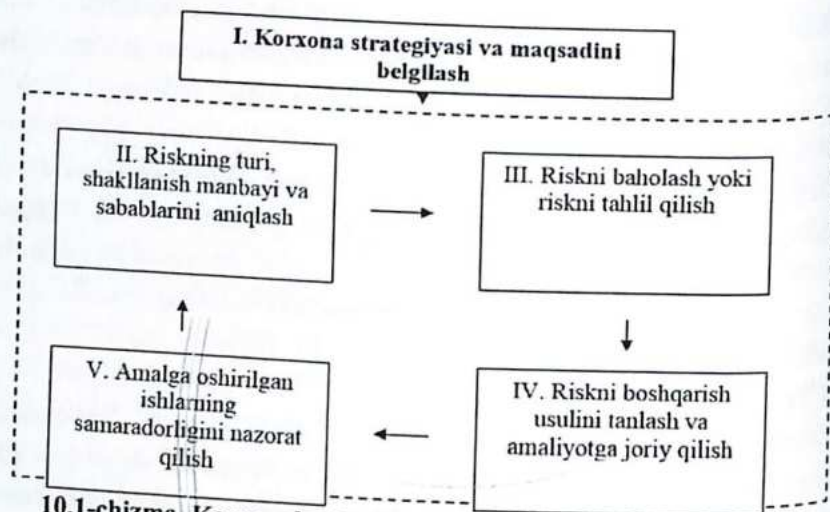 I. Korxona strategiyasi va maqsadini
belgilash
II. Riskning turi,
shakllanish manbayi va
sabablarini aniqlash
III. Riskni baholash yoki
riskni tahlil qilish
V. Amalga oshirilgan
ishlarning
samaradorligini nazorat
qilish
IV. Riskni boshqarish
usulini tanlash va
amaliyotga joriy qilish
10.1-chizma.